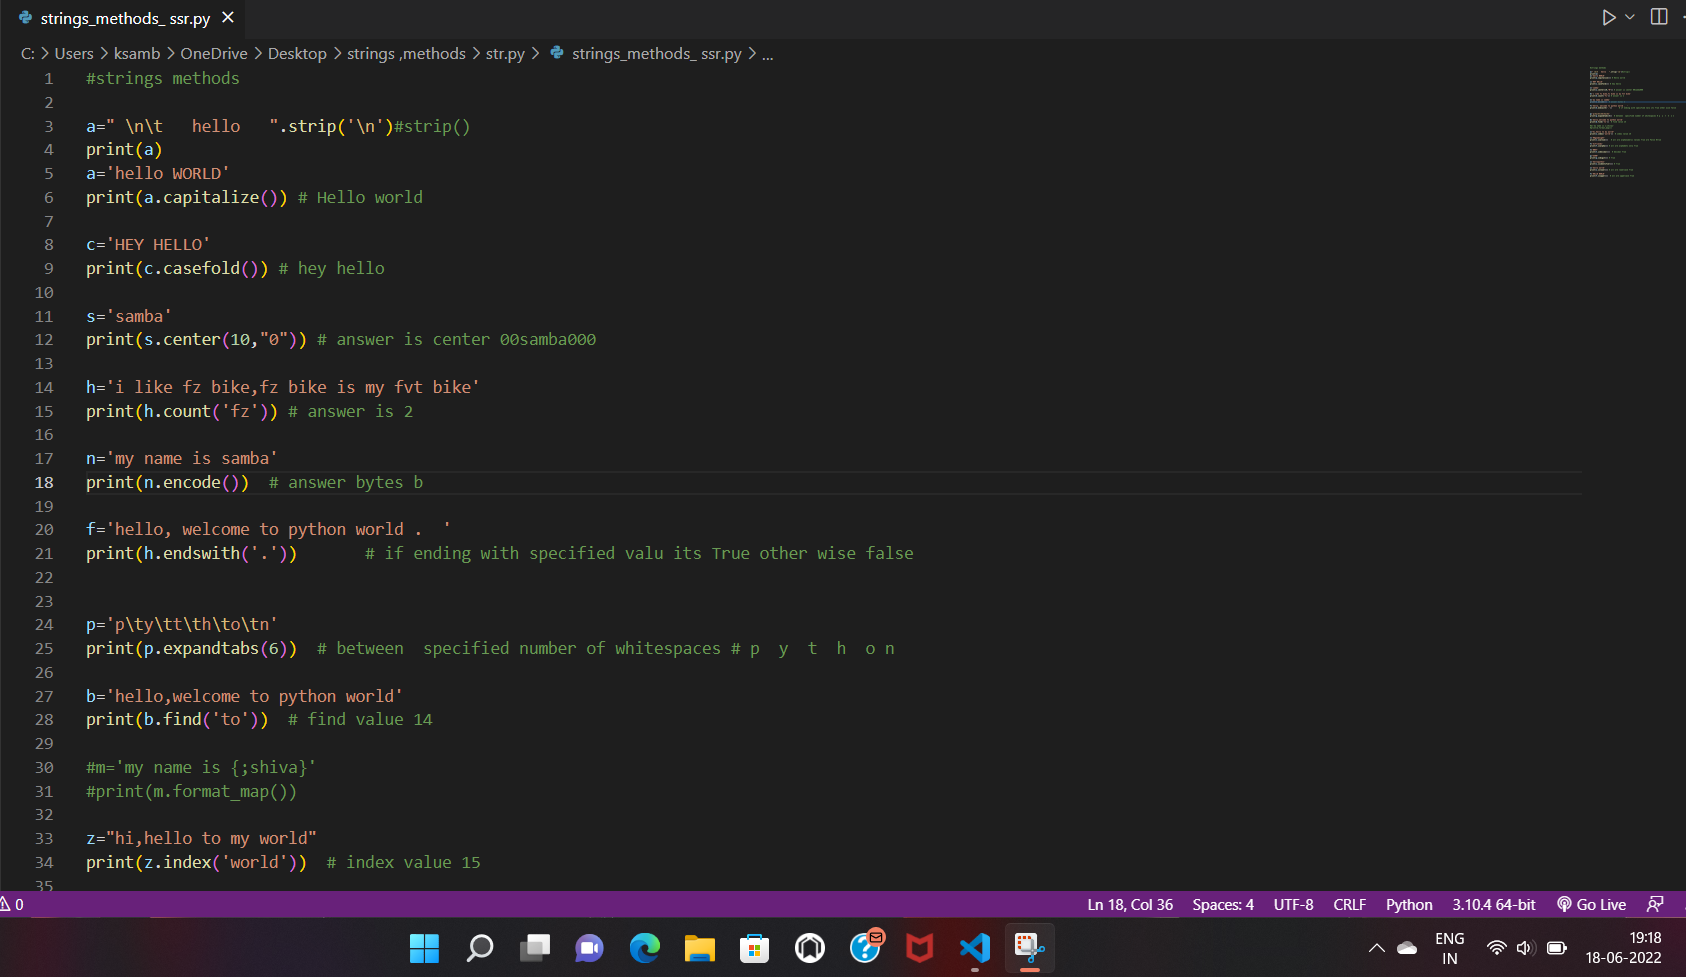 strings_methods_ ssr.py
C: > Users > ksamb > OneDrive > Desktop > strings ,methods > str.py > strings_methods_ ssr.py > ...
1 #strings methods
2
3 a=" \n\t   hello   ".strip('\n')#strip()
4 print(a)
5 a='hello WORLD'
6 print(a.capitalize()) # Hello world
7
8 c='HEY HELLO'
9 print(c.casefold()) # hey hello
10
11 s='samba'
12 print(s.center(10,"0")) # answer is center 00samba000
13
14 h='i like fz bike,fz bike is my fvt bike'
15 print(h.count('fz')) # answer is 2
16
17 n='my name is samba'
18 print(n.encode())  # answer bytes b
19
20 f='hello, welcome to python world .  '
21 print(h.endswith('.'))       # if ending with specified valu its True other wise false
22
23
24 p='p\ty\tt\th\to\tn'
25 print(p.expandtabs(6))  # between  specified number of whitespaces # p  y  t  h  o n
26
27 b='hello,welcome to python world'
28 print(b.find('to'))  # find value 14
29
30 #m='my name is {;shiva}'
31 #print(m.format_map())
32
33 z="hi,hello to my world"
34 print(z.index('world'))  # index value 15
35
0 Ln 18, Col 36 Spaces: 4 UTF-8 CRLF Python 3.10.4 64-bit Go Live
ENG
IN
19:18
18-06-2022